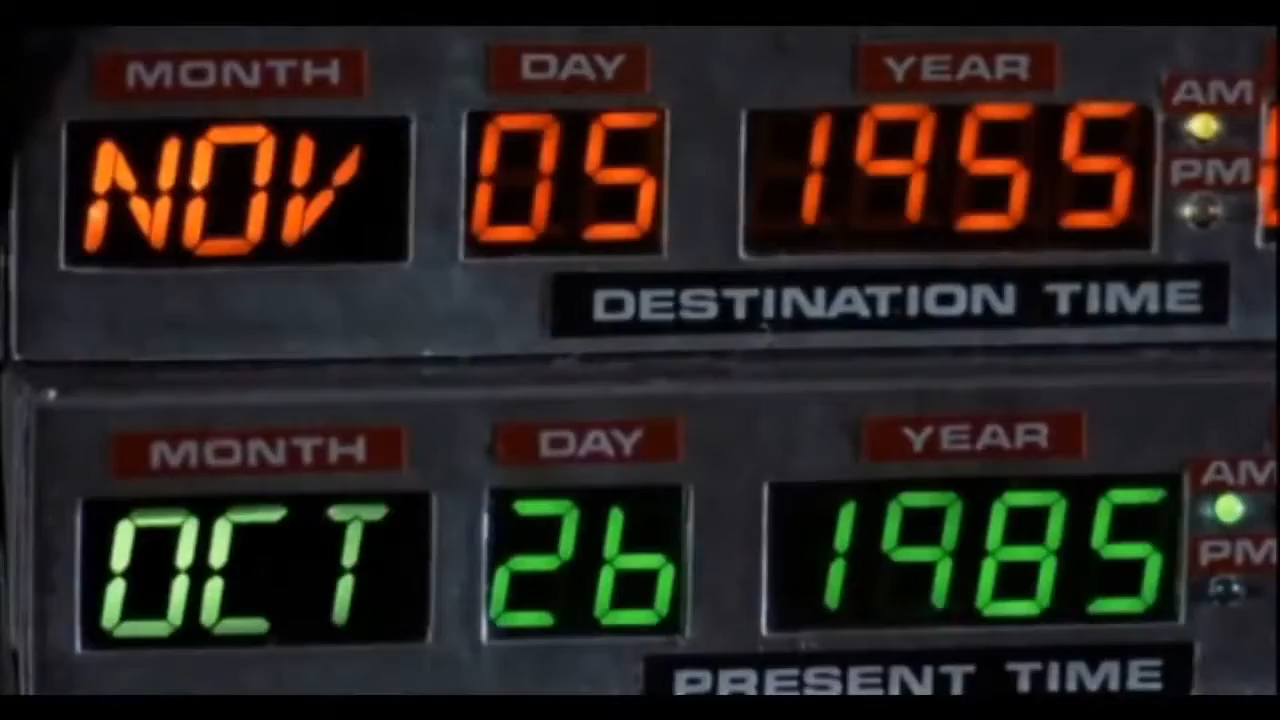 MONTH DAY YEAR
AM
NOV 05 1955
PM
DESTINATION TIME
MONTH DAY YEAR
AM
OCT 26 1985
PM
PRESENT TIME